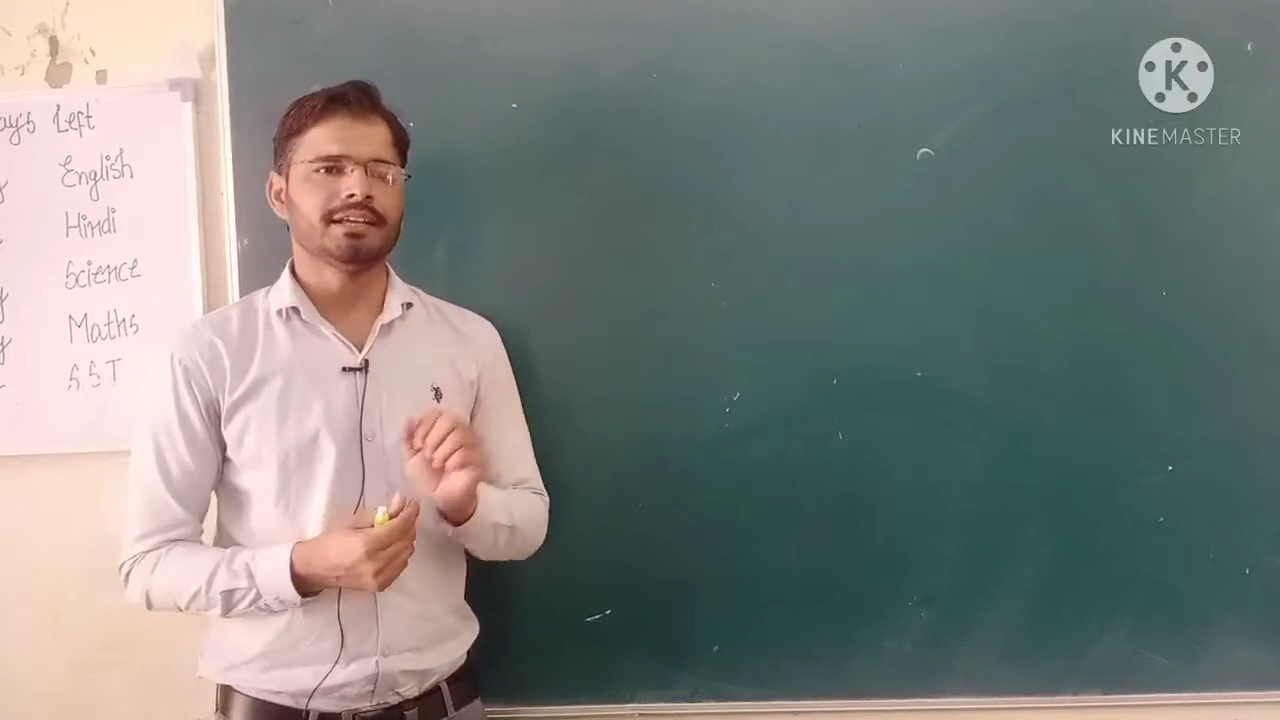 ays Left
English
Hindi
Science
Maths
S.S.T
KINEMASTER